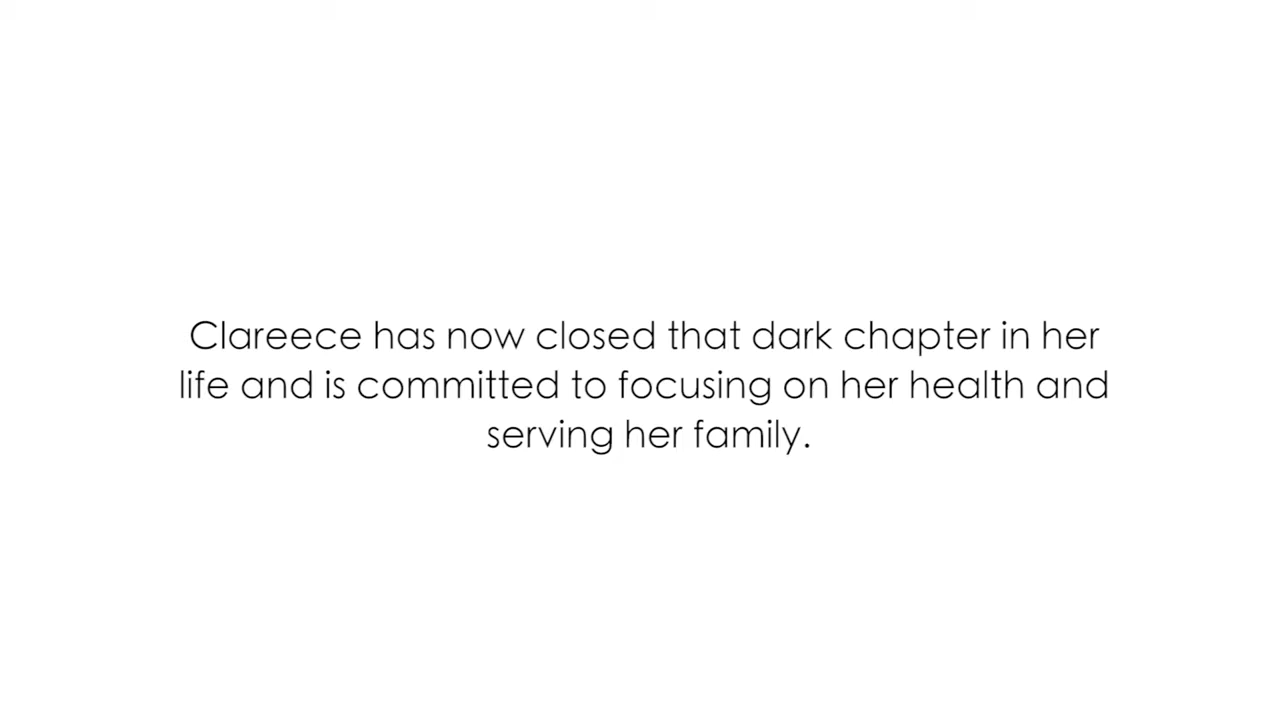 Clareece has now closed that dark chapter in her
life and is committed to focusing on her health and
serving her family.